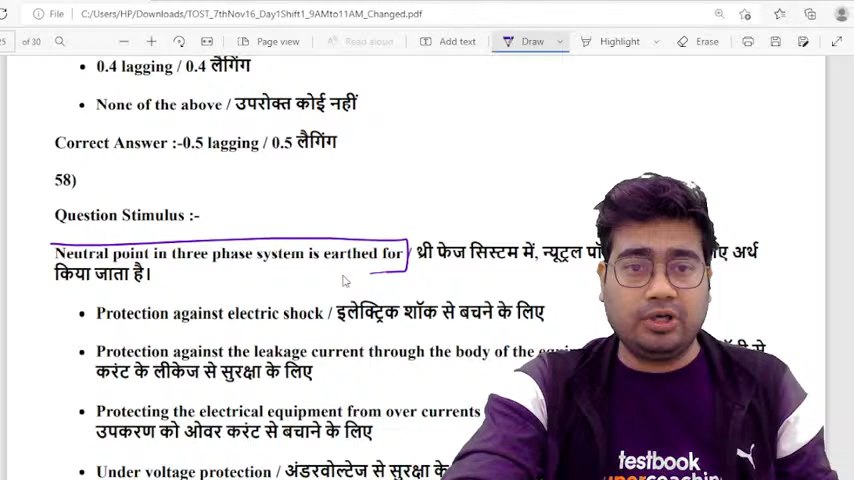 File
C:/Users/HP/Downloads/TOST_7thNov16_Day1Shift1_9AMto11AM_Changed.pdf
25 of 30
Page view
Read aloud
Add text
Draw
Highlight
Erase
• 0.4 lagging / 0.4 लैगिंग
• None of the above / उपरोक्त कोई नहीं
Correct Answer :-0.5 lagging / 0.5 लैगिंग
58)
Question Stimulus :-
Neutral point in three phase system is earthed for / थ्री फेज सिस्टम में, न्यूट्रल अर्थ
किया जाता है।
• Protection against electric shock / इलेक्ट्रिक शॉक से बचने के लिए
• Protection against the leakage current through the body of the से
करंट के लीकेज से सुरक्षा के लिए
• Protecting the electrical equipment from over currents
उपकरण को ओवर करंट से बचाने के लिए
• Under voltage protection / अंडरवोल्टेज से सुरक्षा के
testbook